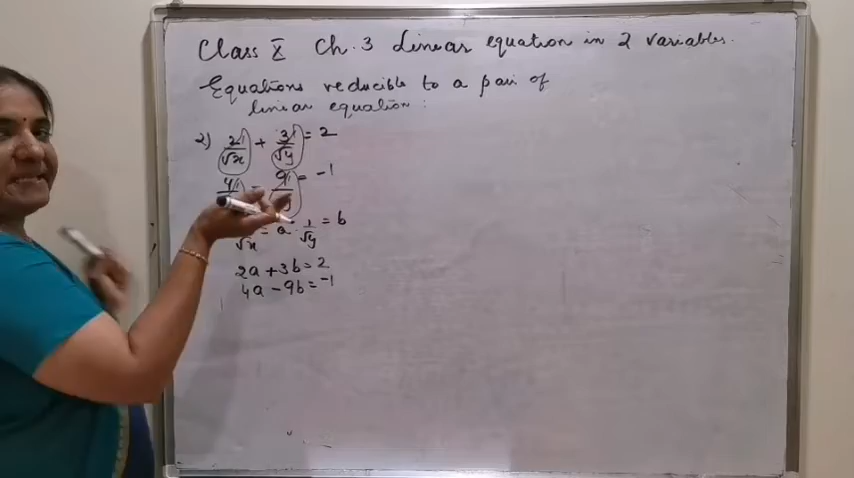 Class X Ch. 3 Linear equation in 2 variables.
Equations reducible to a pair of
linear equation :
2) 2/√x + 3/√y = 2
4 9 = -1
√x = a . 1/√y = b
2a + 3b = 2
4a - 9b = -1